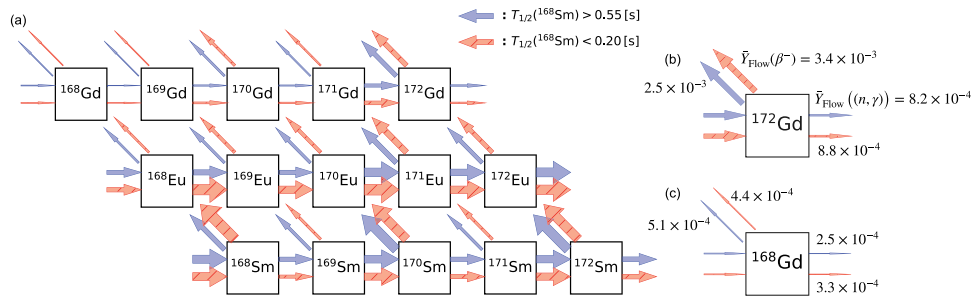 (a)
: T1/2(¹⁶⁸Sm) > 0.55 [s]
: T1/2(¹⁶⁸Sm) < 0.20 [s]
¹⁶⁸Gd ¹⁶⁹Gd ¹⁷⁰Gd ¹⁷¹Gd ¹⁷²Gd
¹⁶⁸Eu ¹⁶⁹Eu ¹⁷⁰Eu ¹⁷¹Eu ¹⁷²Eu
¹⁶⁸Sm ¹⁶⁹Sm ¹⁷⁰Sm ¹⁷¹Sm ¹⁷²Sm
(b)
ȲFlow(β⁻) = 3.4 × 10⁻³
2.5 × 10⁻³
ȲFlow((n, γ)) = 8.2 × 10⁻⁴
¹⁷²Gd
8.8 × 10⁻⁴
(c)
4.4 × 10⁻⁴
5.1 × 10⁻⁴
2.5 × 10⁻⁴
¹⁶⁸Gd
3.3 × 10⁻⁴